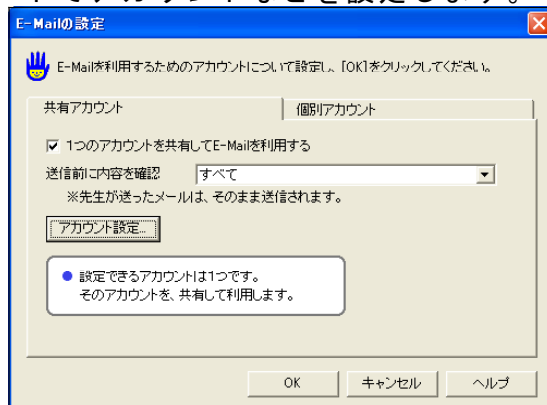 E-Mailの設定
E-Mailを利用するためのアカウントについて設定し、[OK]をクリックしてください。
共有アカウント
個別アカウント
1つのアカウントを共有してE-Mailを利用する
送信前に内容を確認 すべて
※先生が送ったメールは、そのまま送信されます。
アカウント設定...
● 設定できるアカウントは1つです。
そのアカウントを、共有して利用します。
OK キャンセル ヘルプ